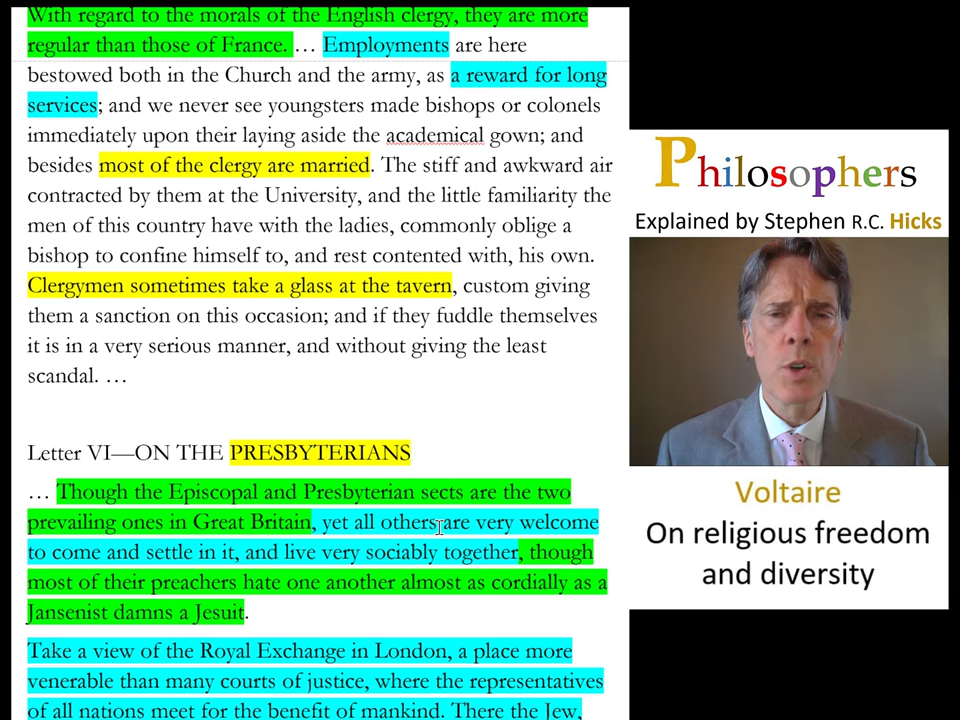 With regard to the morals of the English clergy, they are more
regular than those of France. … Employments are here
bestowed both in the Church and the army, as a reward for long
services; and we never see youngsters made bishops or colonels
immediately upon their laying aside the academical gown; and
besides most of the clergy are married. The stiff and awkward air
contracted by them at the University, and the little familiarity the
men of this country have with the ladies, commonly oblige a
bishop to confine himself to, and rest contented with, his own.
Clergymen sometimes take a glass at the tavern, custom giving
them a sanction on this occasion; and if they fuddle themselves
it is in a very serious manner, and without giving the least
scandal. …
Letter VI—ON THE PRESBYTERIANS
… Though the Episcopal and Presbyterian sects are the two
prevailing ones in Great Britain, yet all others are very welcome
to come and settle in it, and live very sociably together, though
most of their preachers hate one another almost as cordially as a
Jansenist damns a Jesuit.
Take a view of the Royal Exchange in London, a place more
venerable than many courts of justice, where the representatives
of all nations meet for the benefit of mankind. There the Jew,
Philosophers
Explained by Stephen R.C. Hicks
Voltaire
On religious freedom
and diversity